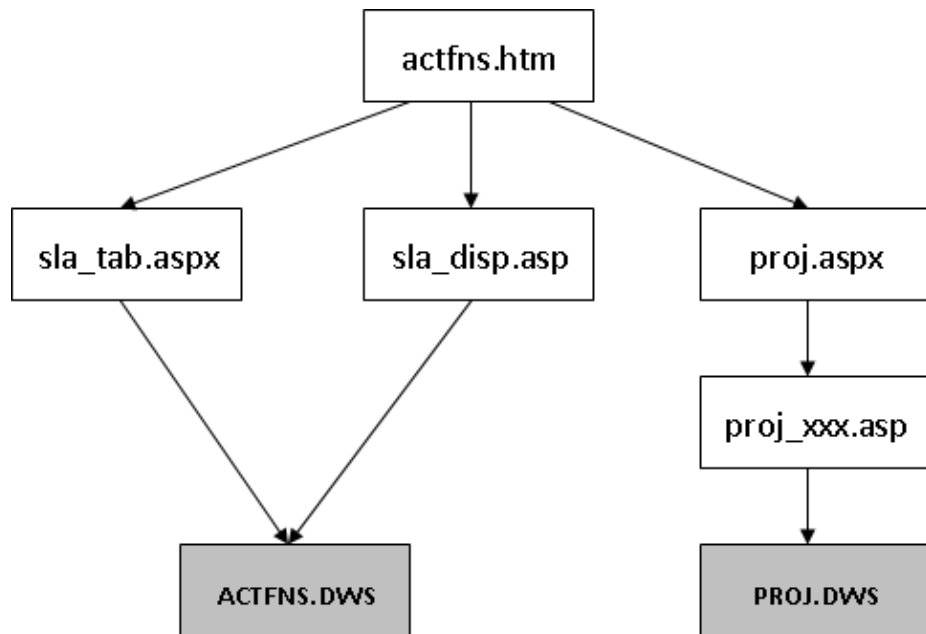 actfns.htm
sla_tab.aspx
sla_disp.asp
proj.aspx
proj_xxx.asp
ACTFNS.DWS
PROJ.DWS